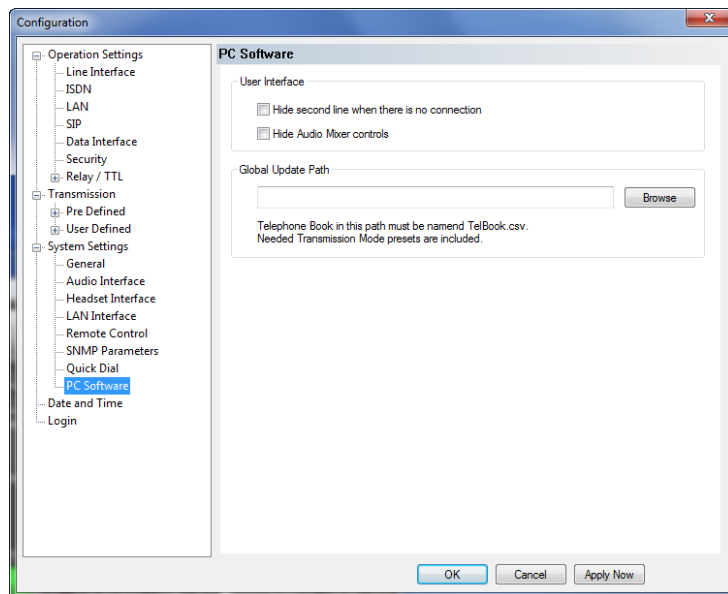 Configuration
Operation Settings
Line Interface
ISDN
LAN
SIP
Data Interface
Security
Relay / TTL
Transmission
Pre Defined
User Defined
System Settings
General
Audio Interface
Headset Interface
LAN Interface
Remote Control
SNMP Parameters
Quick Dial
PC Software
Date and Time
Login
PC Software
User Interface
Hide second line when there is no connection
Hide Audio Mixer controls
Global Update Path
Browse
Telephone Book in this path must be namend TelBook.csv.
Needed Transmission Mode presets are included.
OK Cancel Apply Now